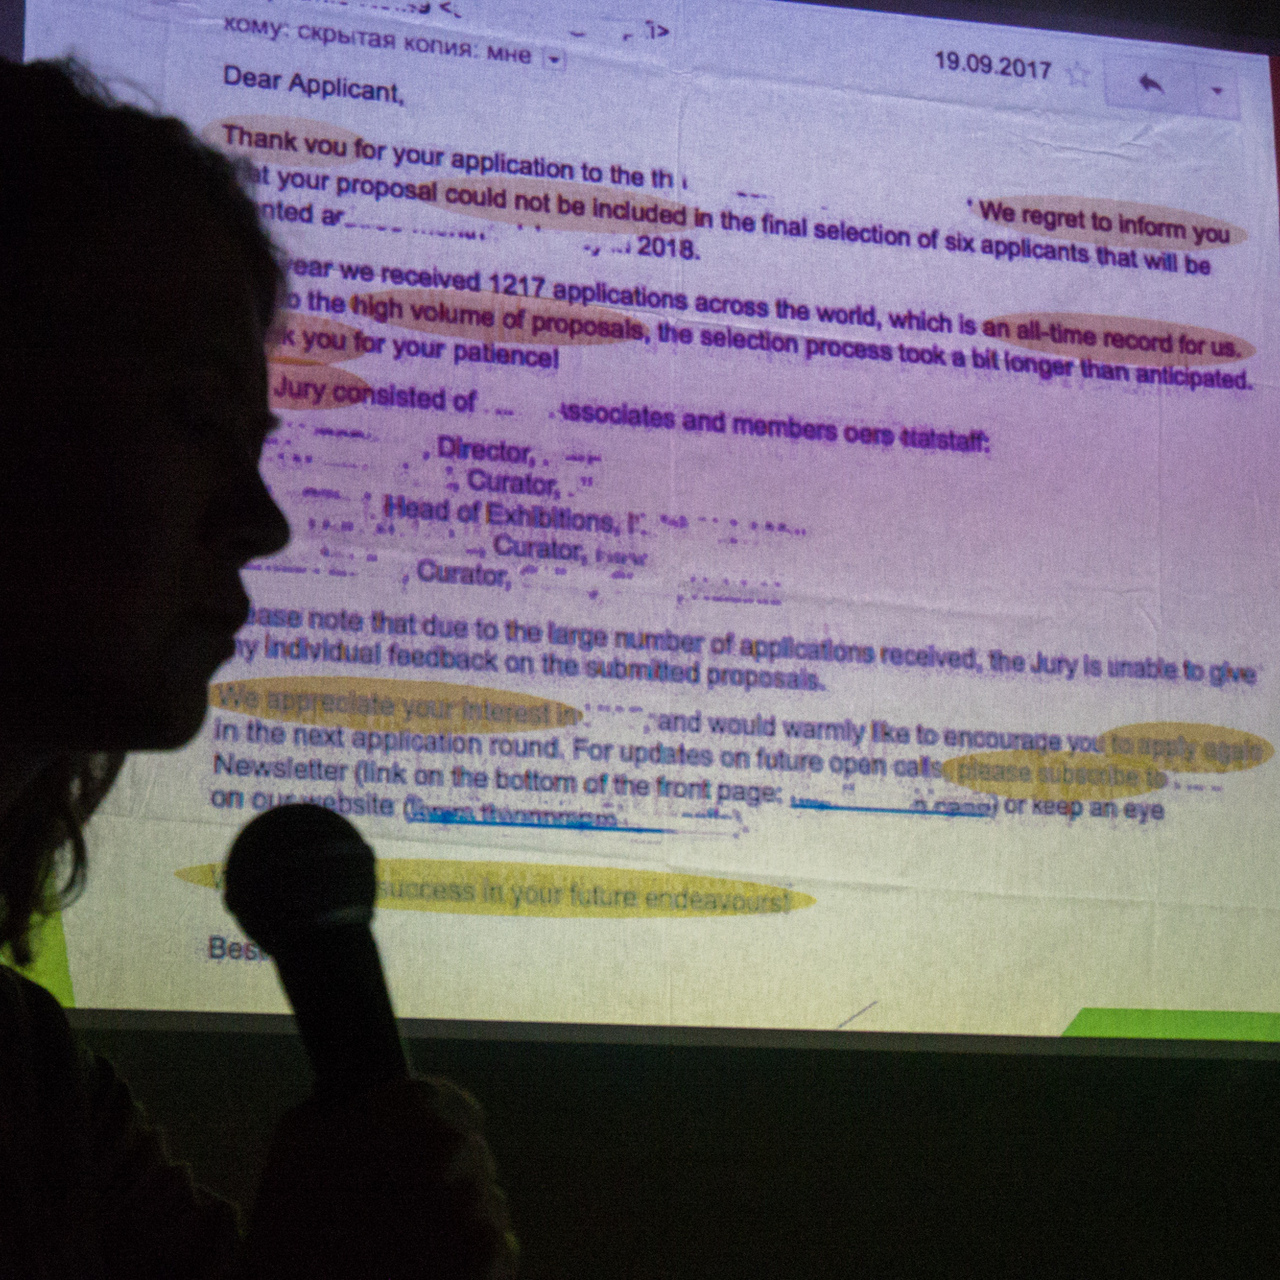 кому: скрытая копия: мне
19.09.2017
Dear Applicant,
Thank you for your application to the
We regret to inform you
your proposal could not be included in the final selection of six applicants that will be
2018.
we received 1217 applications across the world, which is an all-time record for us.
the high volume of proposals, the selection process took a bit longer than anticipated.
you for your patience!
Jury consisted of
and members
, Director,
, Curator,
Head of Exhibitions,
, Curator,
, Curator,
note that due to the large number of applications received, the Jury is unable to give
individual feedback on the submitted proposals.
We appreciate your interest in
, and would warmly like to encourage you to apply again
in the next application round. For updates on future open calls, please subscribe to
Newsletter (link on the bottom of the front page:
) or keep an eye
on our website (
success in your future endeavours!